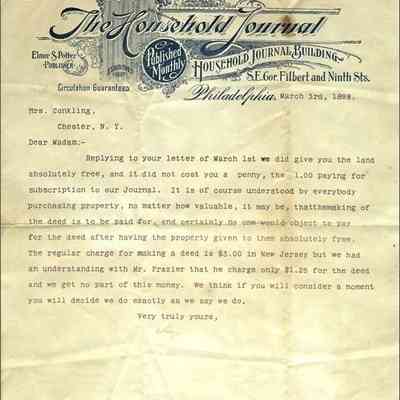 The Household Journal
Elmer S. Potter
Publisher
Published
Monthly
Household Journal Building
Circulation Guaranteed
S.E. Cor. Filbert and Ninth Sts.
Philadelphia, March 3rd, 1898.
Mrs. Conkling,
Chester, N. Y.
Dear Madam:-
Replying to your letter of March 1st we did give you the land
absolutely free, and it did not cost you a penny, the 1.00 paying for
subscription to our Journal. It is of course understood by everybody
purchasing property, no matter how valuable, it may be, thatthemaking of
the deed is to be paid for, and certainly no one would object to pay
for the deed after having the property given to them absolutely free.
The regular charge for making a deed is $3.00 in New Jersey but we had
an understanding with Mr. Frazier that he charge only $1.25 for the deed
and we get no part of this money. We think if you will consider a moment
you will decide we do exactly as we say we do.
Very truly yours,